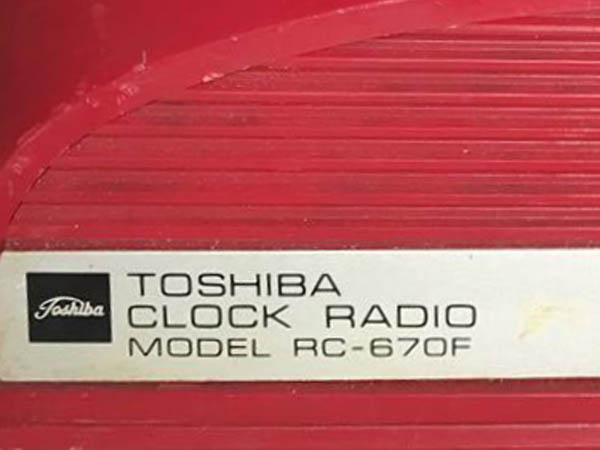 Toshiba
TOSHIBA
CLOCK RADIO
MODEL RC-670F